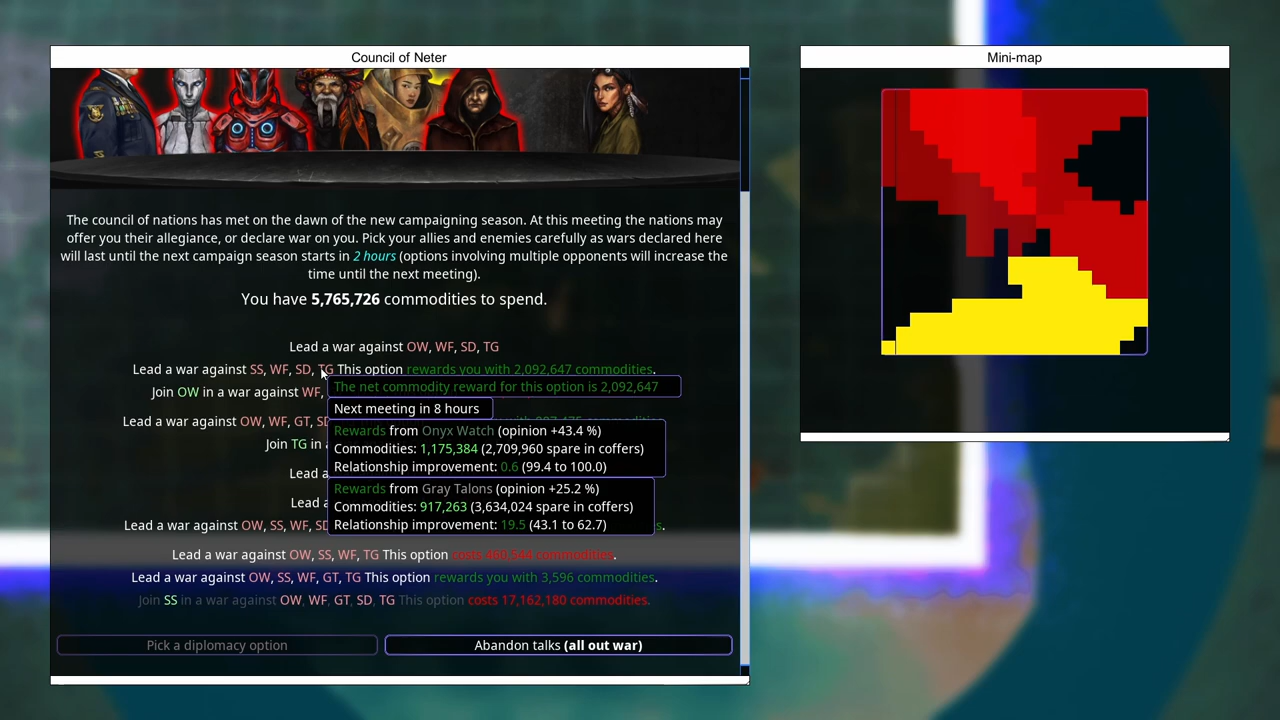 Council of Neter
Mini-map
The council of nations has met on the dawn of the new campaigning season. At this meeting the nations may
offer you their allegiance, or declare war on you. Pick your allies and enemies carefully as wars declared here
will last until the next campaign season starts in 2 hours (options involving multiple opponents will increase the
time until the next meeting).
You have 5,765,726 commodities to spend.
Lead a war against OW, WF, SD, TG
Lead a war against SS, WF, SD, TG This option rewards you with 2,092,647 commodities.
The net commodity reward for this option is 2,092,647
Join OW in a war against WF,
Next meeting in 8 hours
Lead a war against OW, WF, GT,
Rewards from Onyx Watch (opinion +43.4 %)
Join TG in
Commodities: 1,175,384 (2,709,960 spare in coffers)
Relationship improvement: 0.6 (99.4 to 100.0)
Lead a
Rewards from Gray Talons (opinion +25.2 %)
Lead a
Commodities: 917,263 (3,634,024 spare in coffers)
Lead a war against OW, SS, WF,
Relationship improvement: 19.5 (43.1 to 62.7)
Lead a war against OW, SS, WF, TG This option costs 460,544 commodities.
Lead a war against OW, SS, WF, GT, TG This option rewards you with 3,596 commodities.
Join SS in a war against OW, WF, GT, SD, TG This option costs 17,162,180 commodities.
Pick a diplomacy option
Abandon talks (all out war)